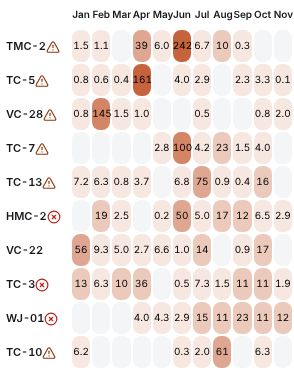 Jan Feb Mar Apr May Jun Jul Aug Sep Oct Nov
TMC-2 1.5 1.1 39 6.0 242 6.7 10 0.3
TC-5 0.8 0.6 0.4 161 4.0 2.9 2.3 3.3 0.1
VC-28 0.8 145 1.5 1.0 0.5 0.8 2.0
TC-7 2.8 100 4.2 23 1.5 4.0
TC-13 7.2 6.3 0.8 3.7 6.8 75 0.9 0.4 16
HMC-2 19 2.5 0.2 50 5.0 17 12 6.5 2.9
VC-22 56 9.3 5.0 2.7 6.6 1.0 14 0.9 17
TC-3 13 6.3 10 36 0.5 7.3 1.5 11 11 1.9
WJ-01 4.0 4.3 2.9 15 11 23 11 12
TC-10 6.2 0.3 2.0 61 6.3